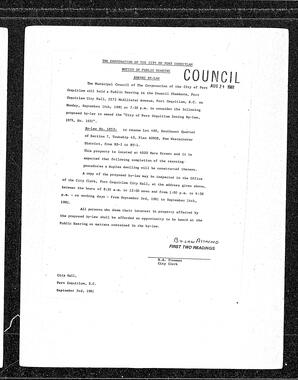 THE CORPORATION OF THE CITY OF PORT COQUITLAM
NOTICE OF PUBLIC HEARING
ZONING BY-LAW
COUNCIL
AUG 24 1981
The Municipal Council of the Corporation of the City of Port
Coquitlam will hold a Public Hearing in the Council Chambers, Port
Coquitlam City Hall, 2272 McAllister Avenue, Port Coquitlam, B.C. on
Monday, September 14th, 1981 at 7:30 p.m. to consider the following
proposed by-law to amend the "City of Port Coquitlam Zoning By-law,
By-law No.
to rezone Lot 400, Southeast Quarter
of Section 7, Township 40, Plan
New Westminster
District, from RS-1 to
This property is located at
Street and it is
expected that following completion of the rezoning
procedures a duplex dwelling will be constructed thereon.
A copy of the proposed by-law may be inspected in the Office
of the City Clerk, Port Coquitlam City Hall, at the address given above,
between the hours of 8:30 a.m. to 12:00 noon and from 1:00 p.m. to 4:30
p.m. - on working days - from September 3rd, 1981 to September 14th,
1981.
All persons who deem their interest in property affected by
the proposed by-law shall be afforded an opportunity to be heard at the
Public Hearing on matters contained in the by-law.
BYLAW ATTACHED
FIRST TWO READINGS
R.A. Freeman
City Clerk
City Hall,
Port Coquitlam, B.C.
September 3rd, 1981